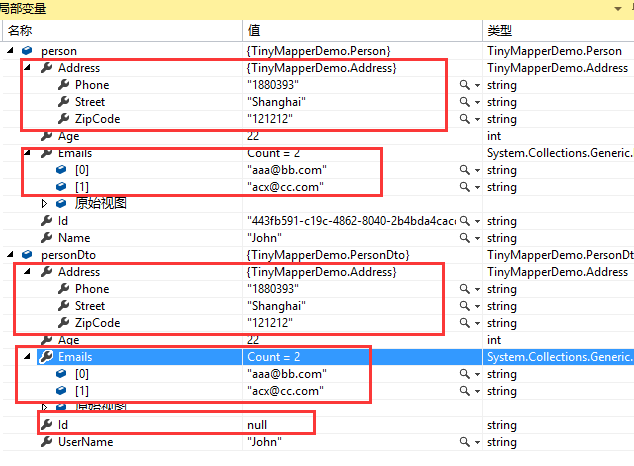 局部变量
名称 值 类型
person {TinyMapperDemo.Person} TinyMapperDemo.Person
Address {TinyMapperDemo.Address} TinyMapperDemo.Address
Phone "1880393" string
Street "Shanghai" string
ZipCode "121212" string
Age 22 int
Emails Count = 2 System.Collections.Generic.
[0] "aaa@bb.com" string
[1] "acx@cc.com" string
原始视图
Id "443fb591-c19c-4862-8040-2b4bda4cacc string
Name "John" string
personDto {TinyMapperDemo.PersonDto} TinyMapperDemo.PersonDt
Address {TinyMapperDemo.Address} TinyMapperDemo.Address
Phone "1880393" string
Street "Shanghai" string
ZipCode "121212" string
Age 22 int
Emails Count = 2 System.Collections.Generic.
[0] "aaa@bb.com" string
[1] "acx@cc.com" string
原始视图
Id null string
UserName "John" string